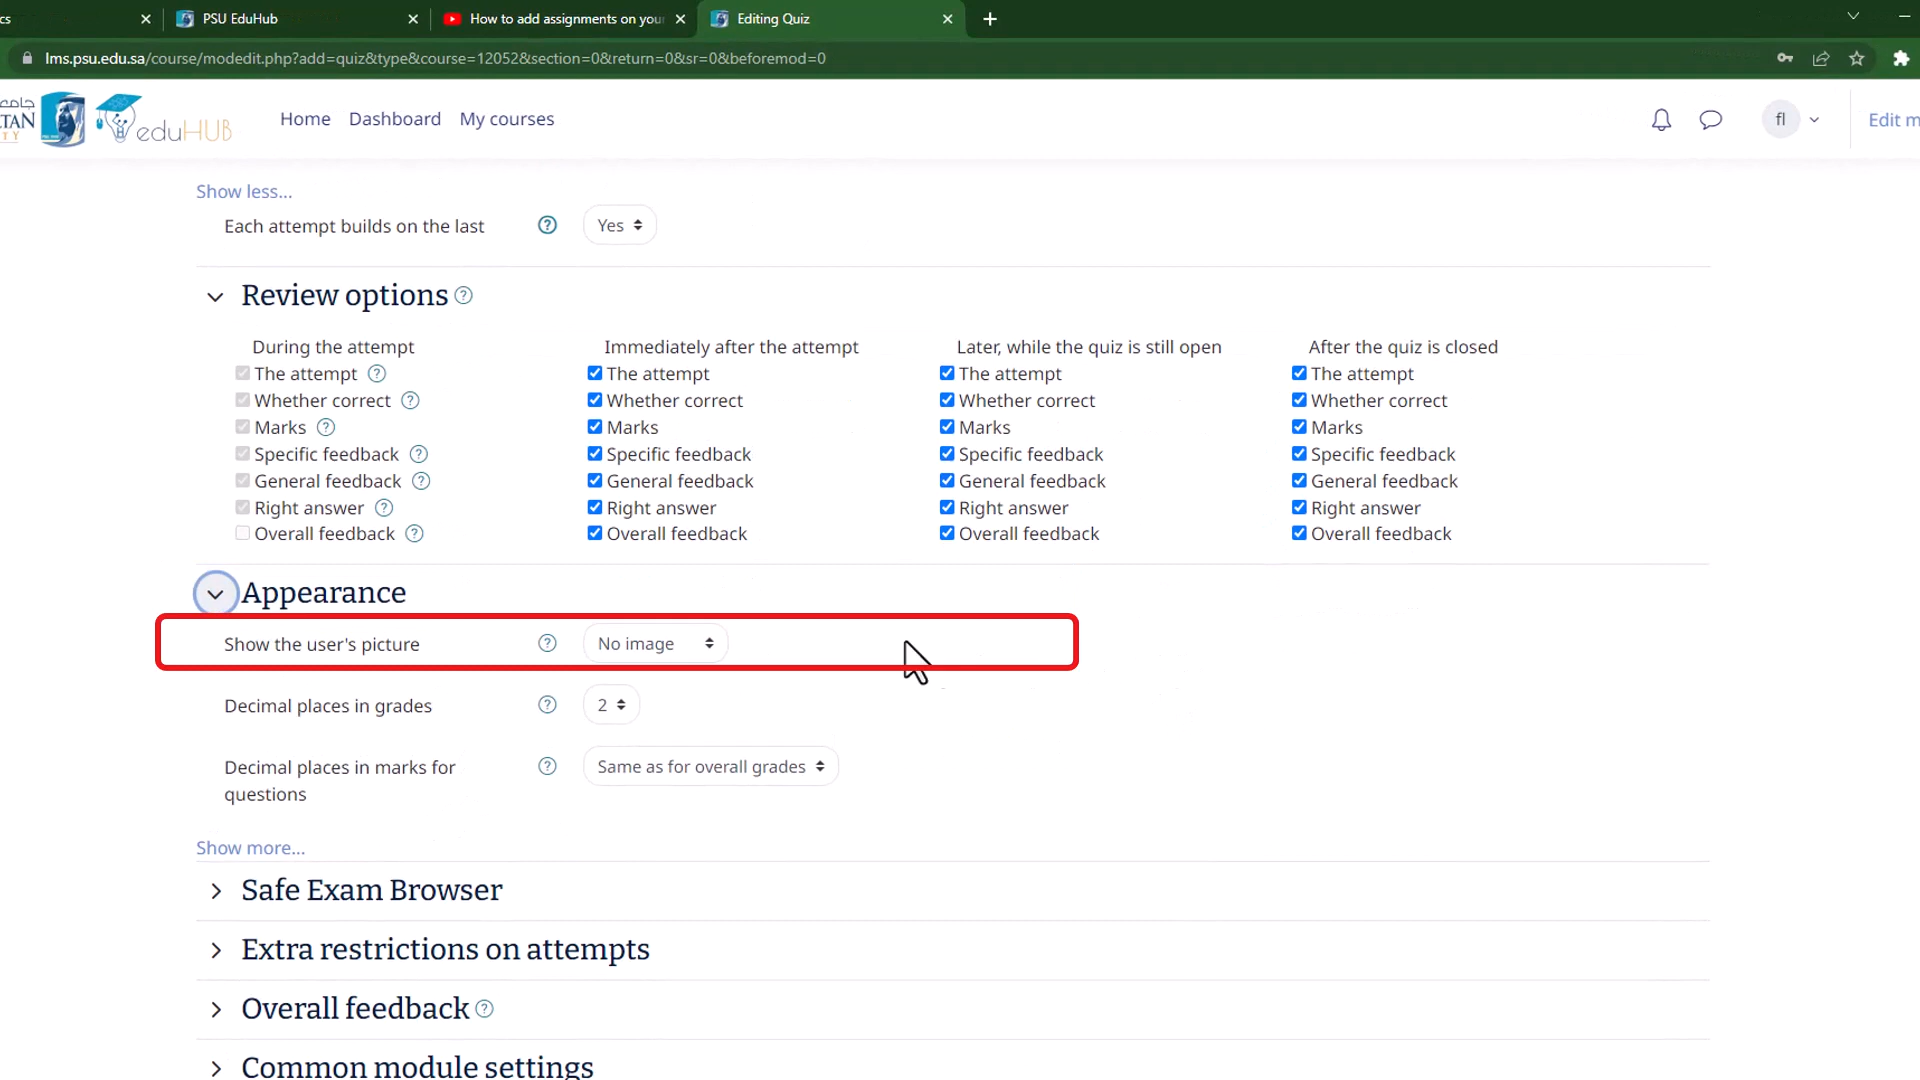 cs
PSU EduHub
How to add assignments on you
Editing Quiz
lms.psu.edu.sa/course/modedit.php?add=quiz&type&course=12052&section=0&return=0&sr=0&beforemod=0
جامع
TAN
TY
eduHUB
Home Dashboard My courses
fl
Edit m
Show less...
Each attempt builds on the last ? Yes
Review options ?
During the attempt Immediately after the attempt Later, while the quiz is still open After the quiz is closed
The attempt ? The attempt The attempt The attempt
Whether correct ? Whether correct Whether correct Whether correct
Marks ? Marks Marks Marks
Specific feedback ? Specific feedback Specific feedback Specific feedback
General feedback ? General feedback General feedback General feedback
Right answer ? Right answer Right answer Right answer
Overall feedback ? Overall feedback Overall feedback Overall feedback
Appearance
Show the user's picture ? No image
Decimal places in grades ? 2
Decimal places in marks for ? Same as for overall grades
questions
Show more...
Safe Exam Browser
Extra restrictions on attempts
Overall feedback ?
Common module settings